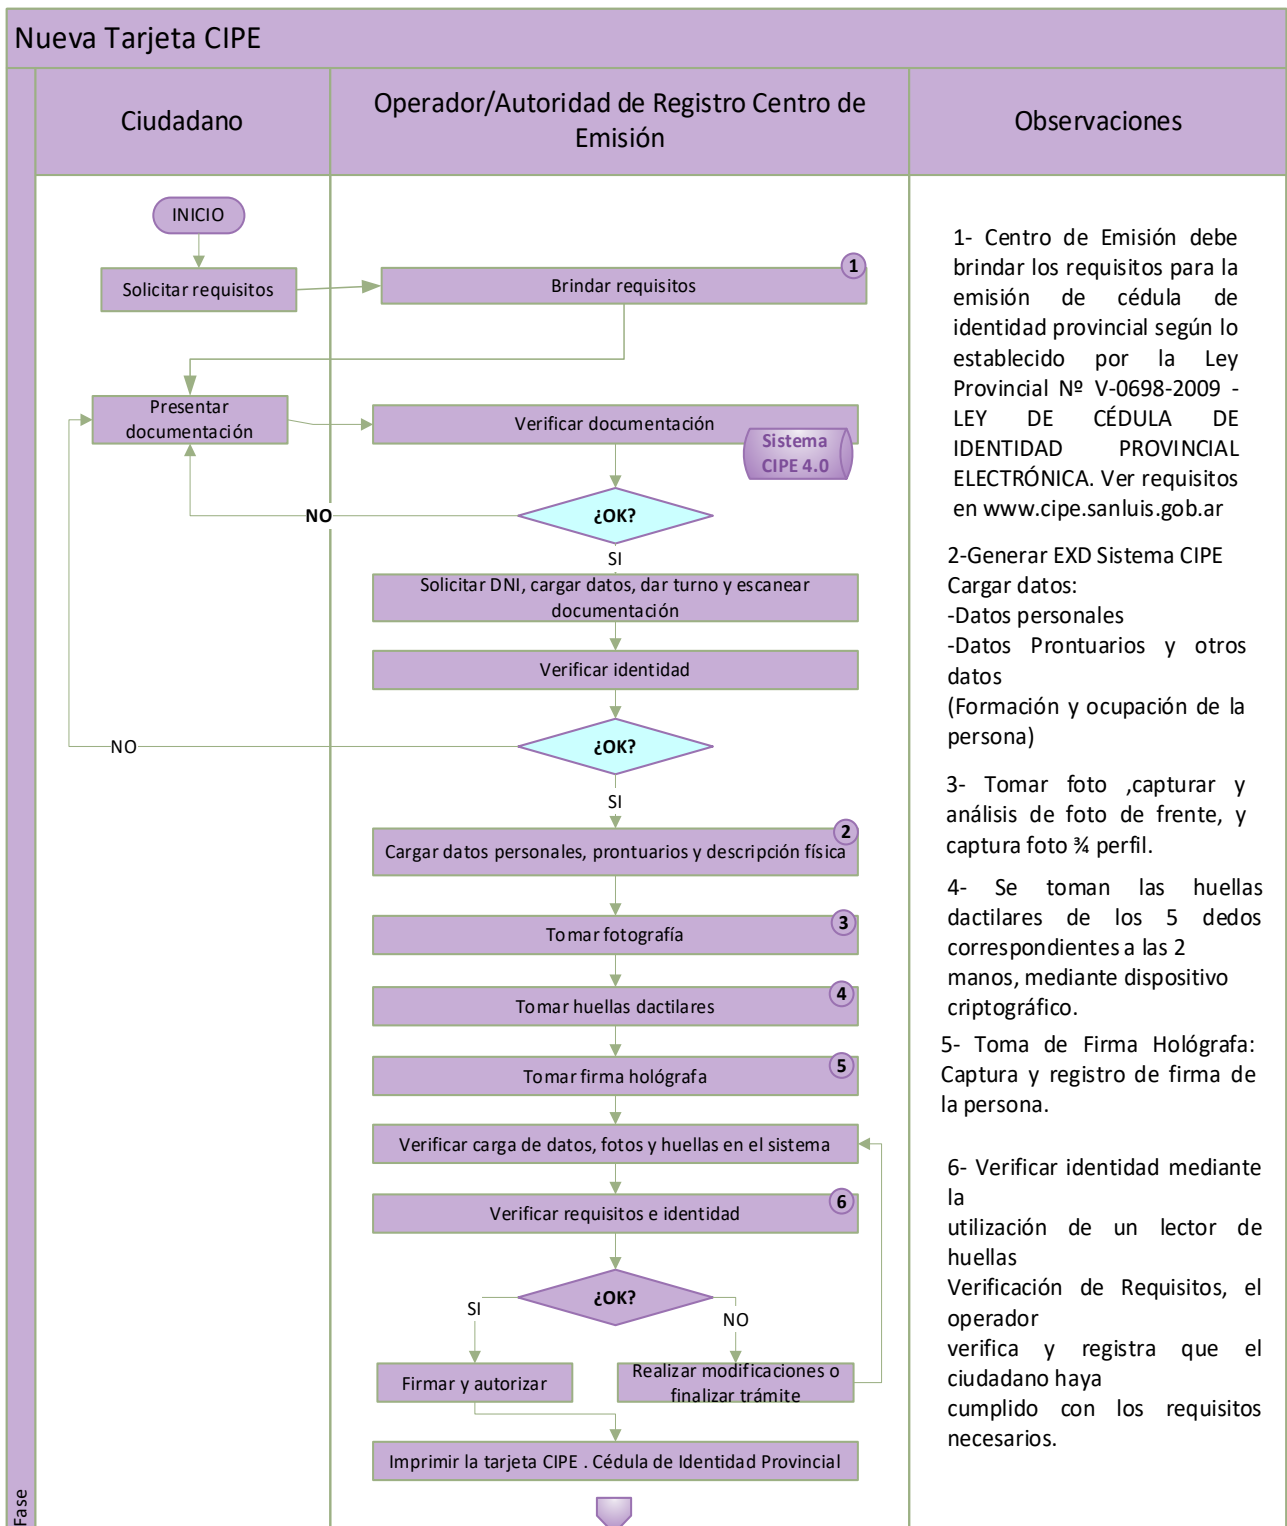 Nueva Tarjeta CIPE
Ciudadano
Operador/Autoridad de Registro Centro de
Emisión
Observaciones
INICIO
Solicitar requisitos
Brindar requisitos
1
Presentar
documentación
Verificar documentación
Sistema
CIPE 4.0
¿OK?
NO
SI
Solicitar DNI, cargar datos, dar turno y escanear
documentación
Verificar identidad
¿OK?
NO
SI
Cargar datos personales, prontuarios y descripción física
2
Tomar fotografía
3
Tomar huellas dactilares
4
Tomar firma hológrafa
5
Verificar carga de datos, fotos y huellas en el sistema
Verificar requisitos e identidad
6
¿OK?
SI
NO
Firmar y autorizar
Realizar modificaciones o
finalizar trámite
Imprimir la tarjeta CIPE . Cédula de Identidad Provincial
1- Centro de Emisión debe
brindar los requisitos para la
emisión de cédula de
identidad provincial según lo
establecido por la Ley
Provincial Nº V-0698-2009 -
LEY DE CÉDULA DE
IDENTIDAD PROVINCIAL
ELECTRÓNICA. Ver requisitos
en www.cipe.sanluis.gob.ar
2-Generar EXD Sistema CIPE
Cargar datos:
-Datos personales
-Datos Prontuarios y otros
datos
(Formación y ocupación de la
persona)
3- Tomar foto ,capturar y
análisis de foto de frente, y
captura foto ¾ perfil.
4- Se toman las huellas
dactilares de los 5 dedos
correspondientes a las 2
manos, mediante dispositivo
criptográfico.
5- Toma de Firma Hológrafa:
Captura y registro de firma de
la persona.
6- Verificar identidad mediante
la
utilización de un lector de
huellas
Verificación de Requisitos, el
operador
verifica y registra que el
ciudadano haya
cumplido con los requisitos
necesarios.
Fase